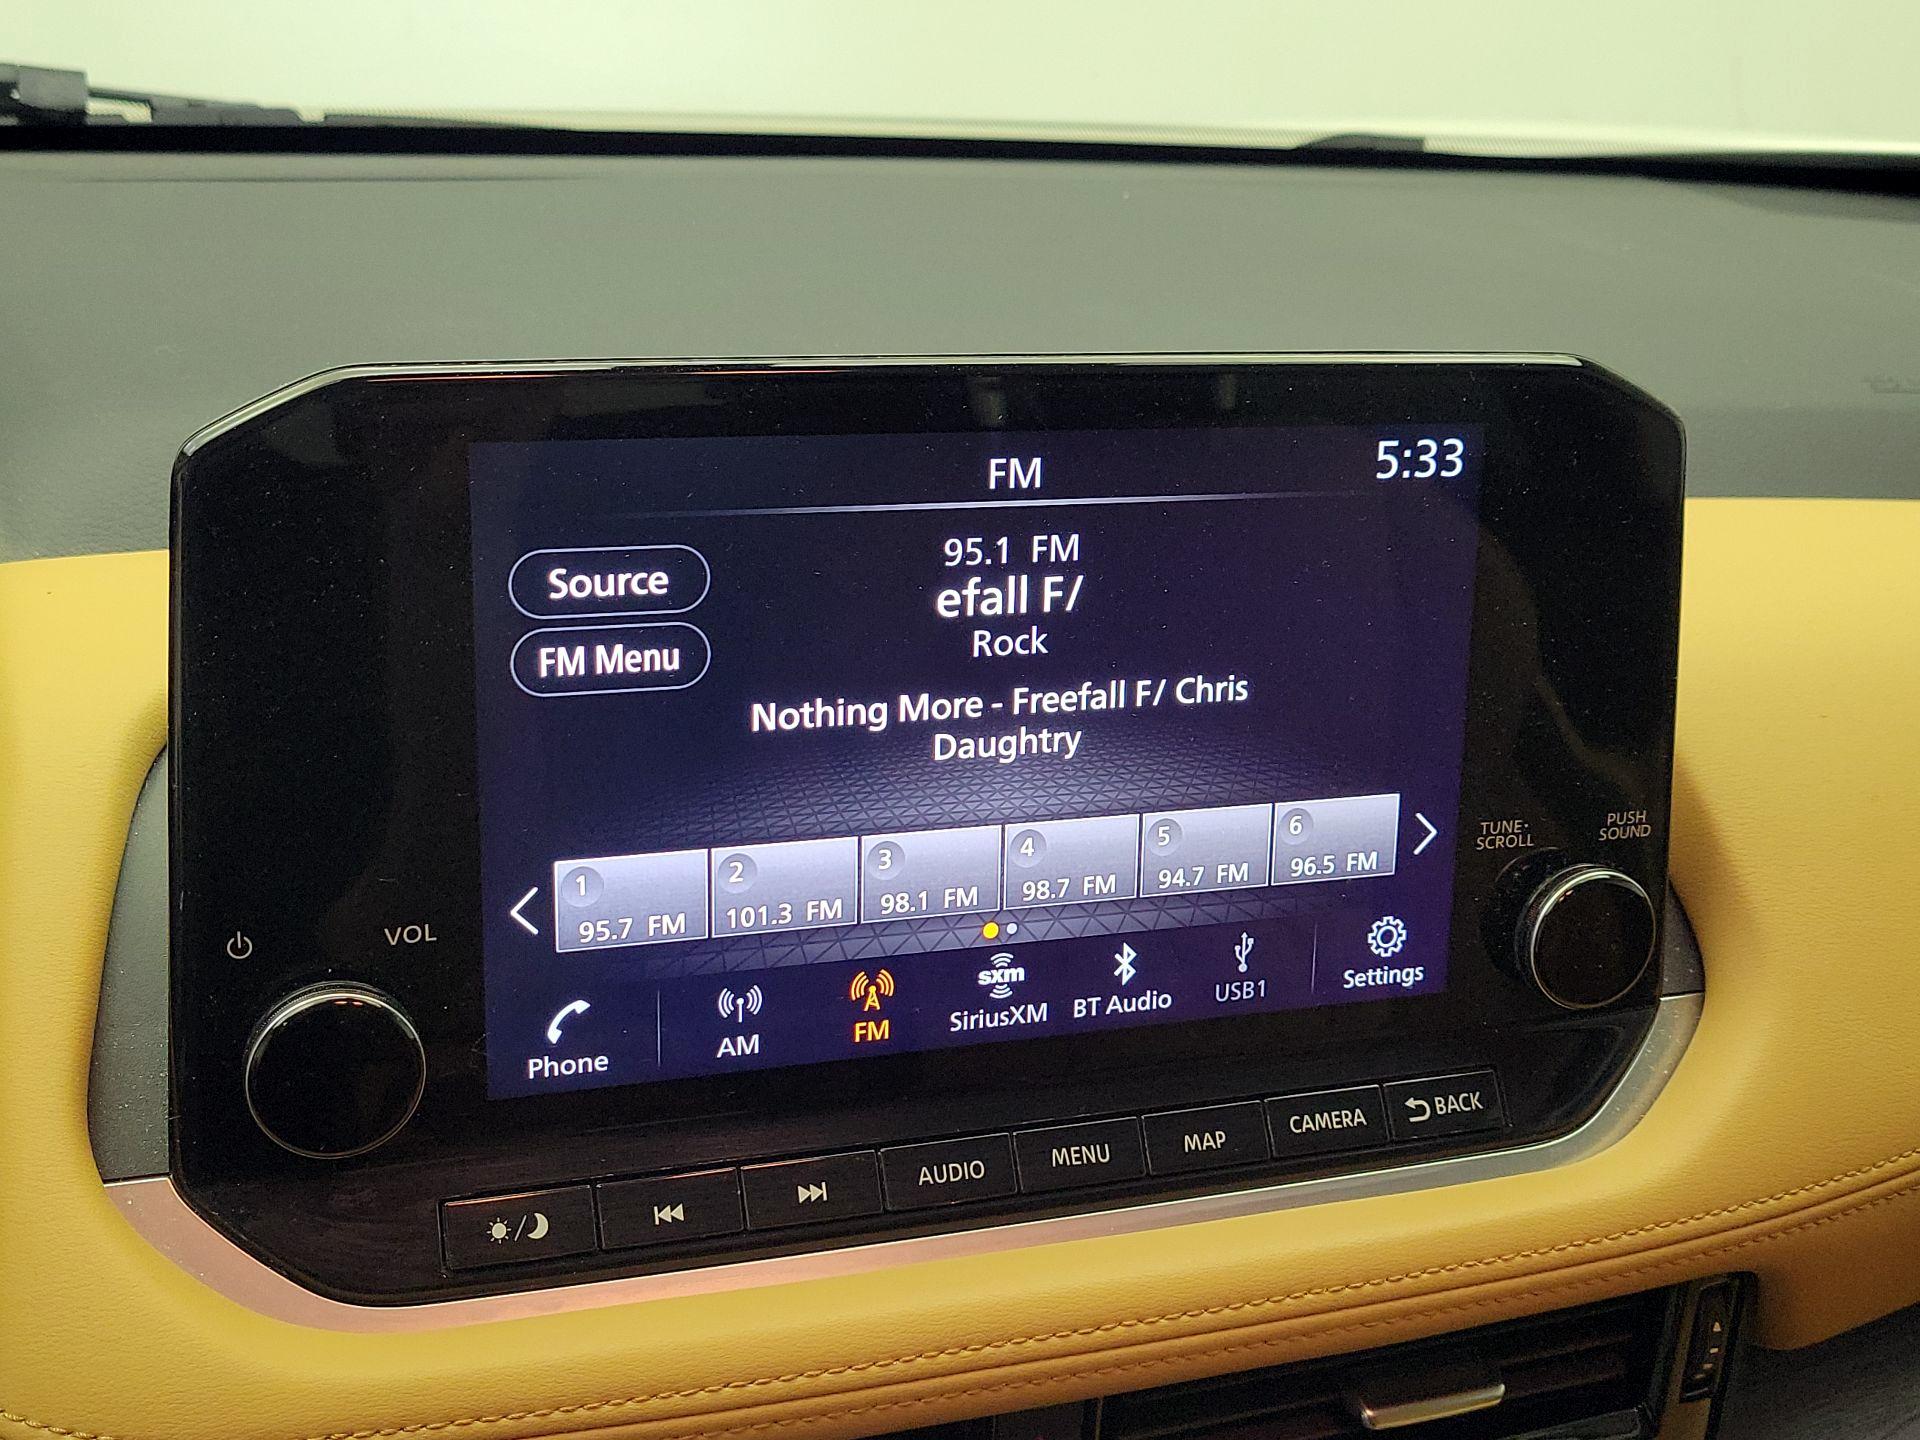 FM
5:33
95.1 FM
Source
efall F/
Rock
FM Menu
Nothing More - Freefall F/ Chris
Daughtry
TUNE·
SCROLL
PUSH
SOUND
1
95.7 FM
2
101.3 FM
3
98.1 FM
4
98.7 FM
5
94.7 FM
6
96.5 FM
VOL
Phone
AM
FM
sxm
SiriusXM
BT Audio
USB1
Settings
AUDIO
MENU
MAP
CAMERA
BACK